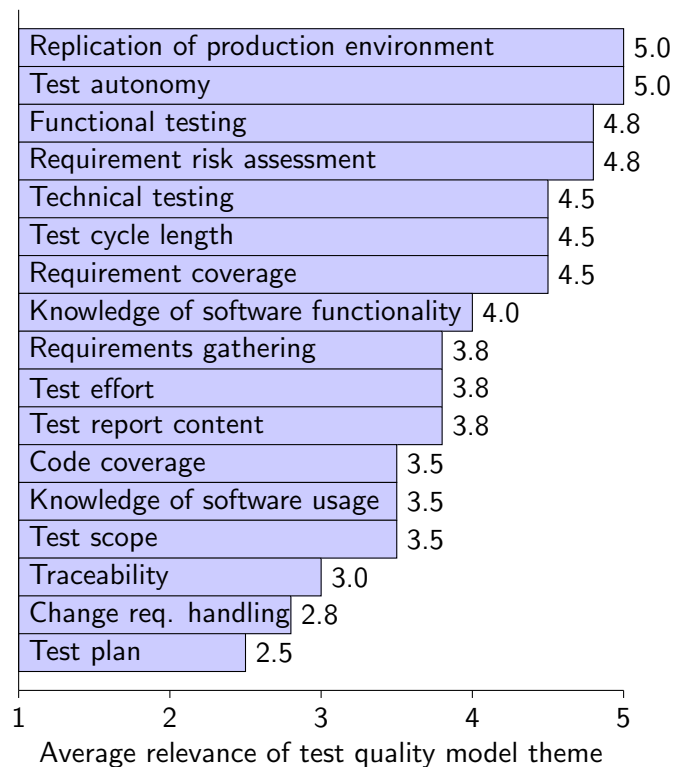 Replication of production environment 5.0
Test autonomy 5.0
Functional testing 4.8
Requirement risk assessment 4.8
Technical testing 4.5
Test cycle length 4.5
Requirement coverage 4.5
Knowledge of software functionality 4.0
Requirements gathering 3.8
Test effort 3.8
Test report content 3.8
Code coverage 3.5
Knowledge of software usage 3.5
Test scope 3.5
Traceability 3.0
Change req. handling 2.8
Test plan 2.5
1 2 3 4 5
Average relevance of test quality model theme